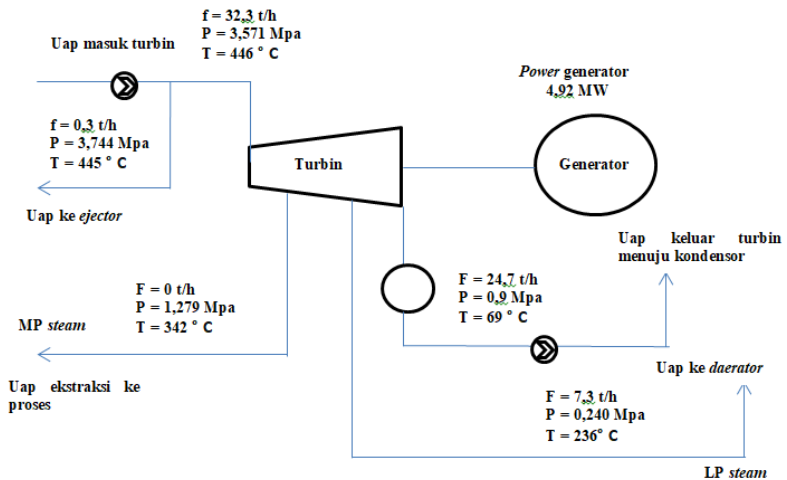 Uap masuk turbin
f = 32,3 t/h
P = 3,571 Mpa
T = 446 ° C
f = 0,3 t/h
P = 3,744 Mpa
T = 445 ° C
Uap ke ejector
Turbin
Power generator
4,92 MW
Generator
F = 0 t/h
P = 1,279 Mpa
T = 342 ° C
MP steam
Uap ekstraksi ke
proses
F = 24,7 t/h
P = 0,9 Mpa
T = 69 ° C
Uap keluar turbin
menuju kondensor
Uap ke daerator
F = 7,3 t/h
P = 0,240 Mpa
T = 236° C
LP steam